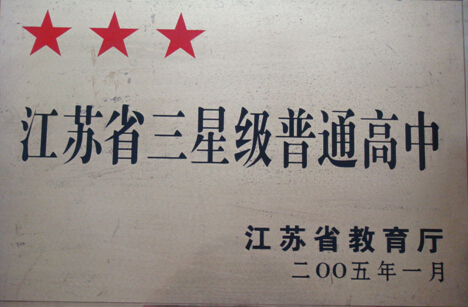 江苏省三星级普通高中
江苏省教育厅
二OO五年一月